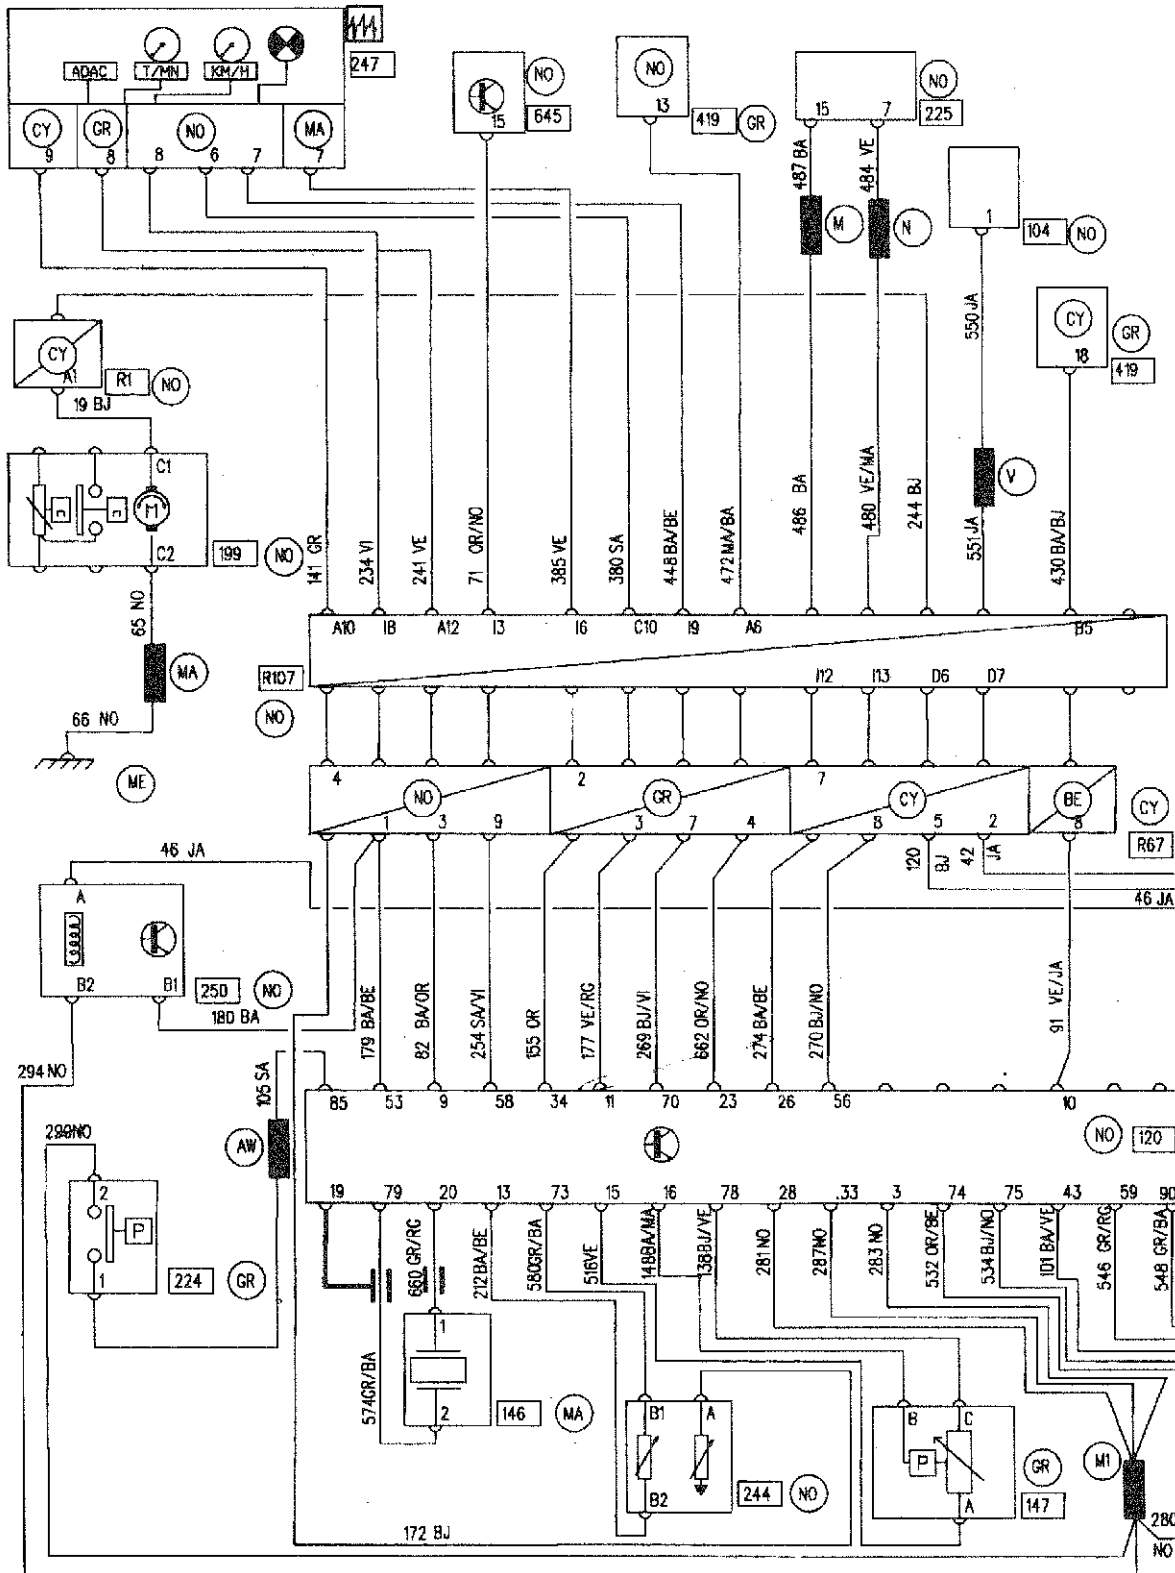 247
ADAC T/MN KM/H
CY GR NO MA
9 8 8 6 7 7
15
NO
645
NO
13
419 GR
15 7
NO
225
487 BA
484 VE
M N
1
104 NO
550 JA
CY
18
GR
419
CY
A1
R1 NO
19 BJ
C1
n n M
C2
199 NO
65 NO
MA
66 NO
ME
141 GR
234 VI
241 VE
71 OR/NO
385 VE
380 SA
448 BA/BE
472 MA/BA
486 BA
480 VE/MA
244 BJ
V
551 JA
430 BA/BJ
A10 I8 A12 I3 I6 C10 I9 A6 B5
R107
I12 I13 D6 D7
NO
4 2 7
NO GR CY BE
1 3 9 3 7 4 8 5 2 8
CY
R67
46 JA
120 BJ
42 JA
46 JA
A
B2 B1
250 NO
180 BA
294 NO
179 BA/BE
82 BA/OR
254 SA/VI
155 OR
177 VE/RG
269 BJ/VI
662 OR/NO
274 BA/BE
270 BJ/NO
91 VE/JA
105 SA
AW
85 53 9 58 34 11 70 23 26 56 10
NO 120
19 79 20 13 73 15 16 78 28 33 3 74 75 43 59 90
2
P
1
224 GR
660 GR/RG
212 BA/BE
580GR/BA
516VE
148BA/MA
138BJ/VE
281 NO
287NO
283 NO
532 OR/BE
534 BJ/NO
101 BA/VE
546 GR/RG
548 GR/BA
574GR/BA
1
2
146 MA
B1 A
B2
244 NO
B C
P
A
GR
147
M1
280
NO
172 BJ